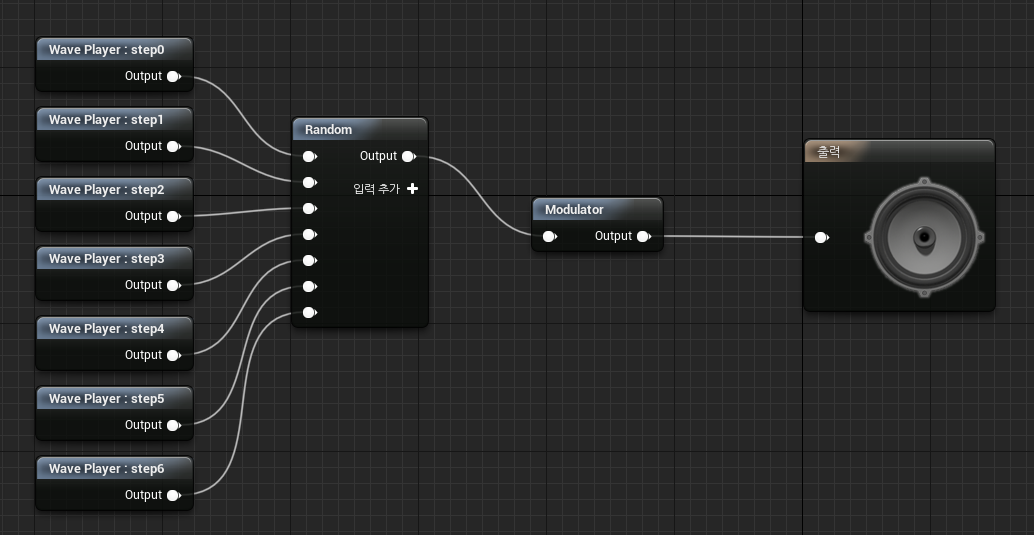 Wave Player : step0
Output
Wave Player : step1
Output
Wave Player : step2
Output
Wave Player : step3
Output
Wave Player : step4
Output
Wave Player : step5
Output
Wave Player : step6
Output
Random
Output
입력 추가
Modulator
Output
출력